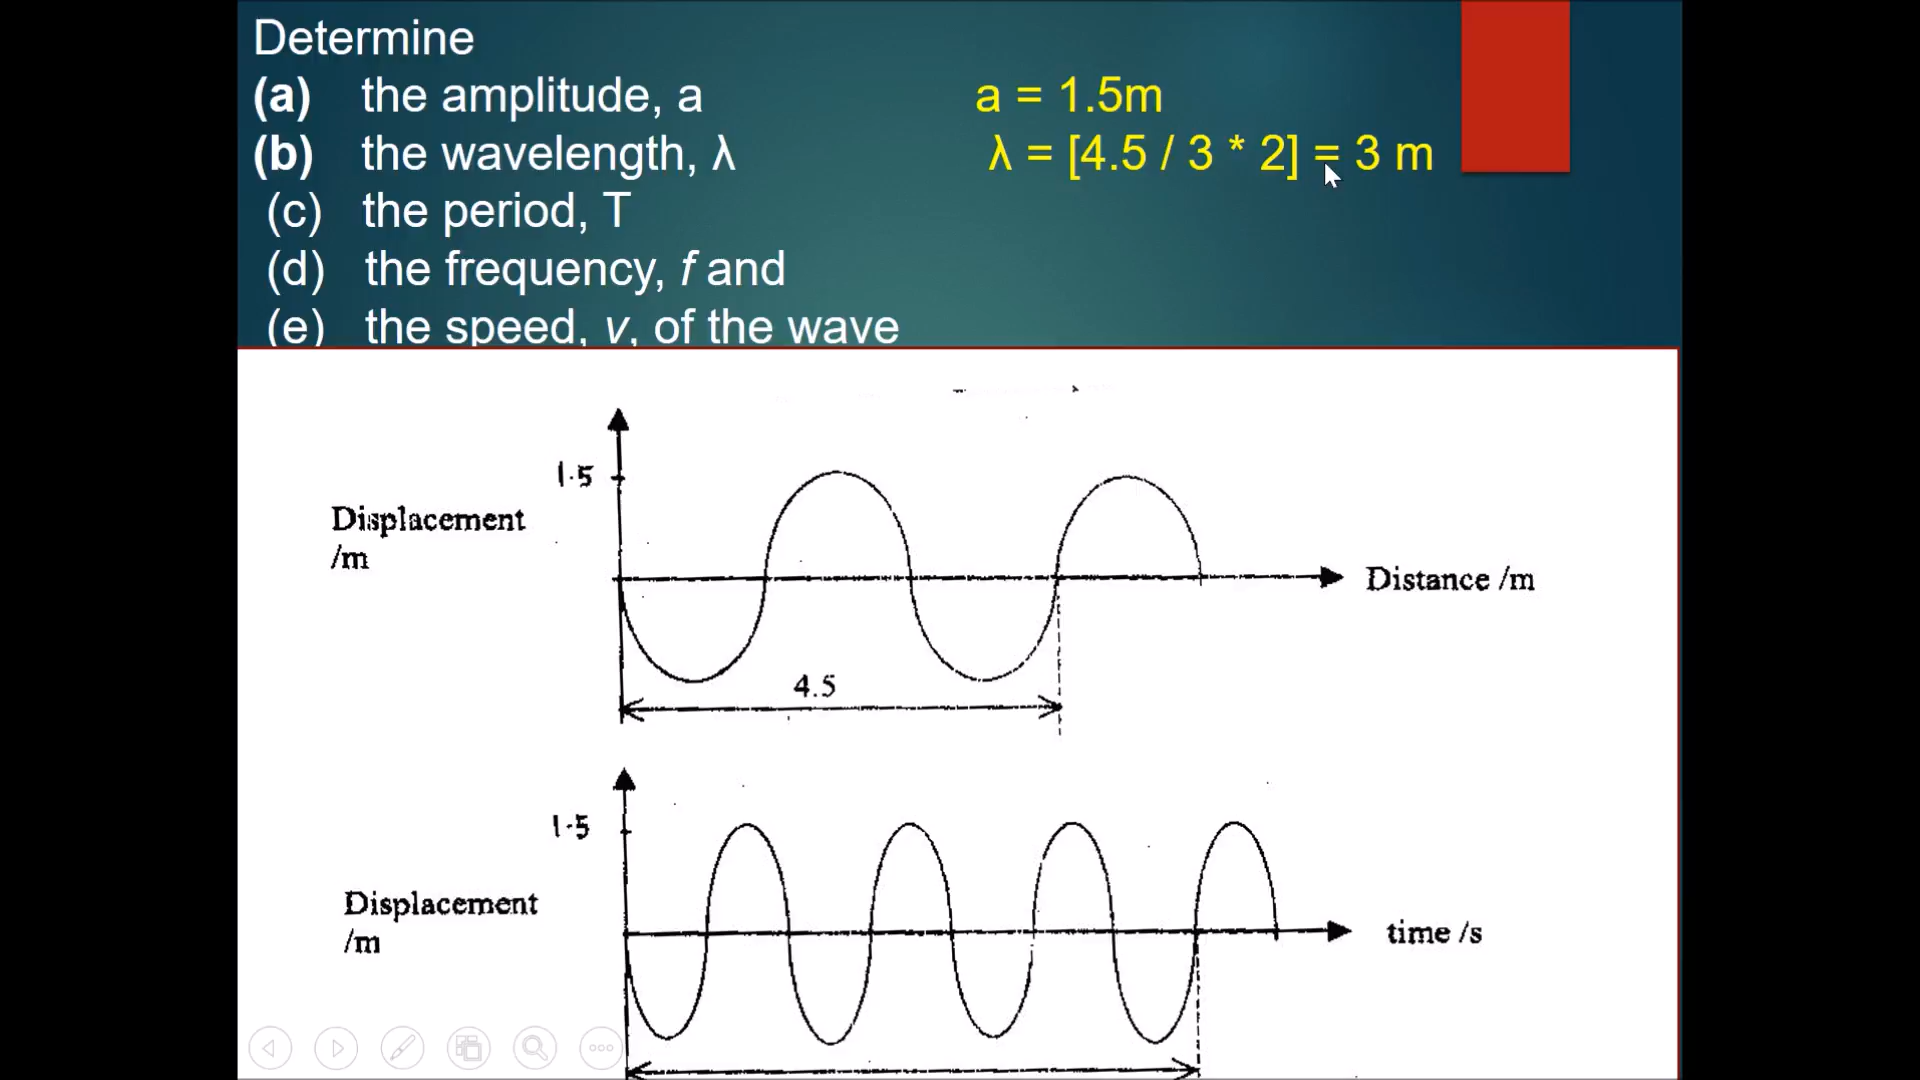 Determine
(a) the amplitude, a a = 1.5m
(b) the wavelength, λ λ = [4.5 / 3 * 2] = 3 m
(c) the period, T
(d) the frequency, f and
(e) the speed, v, of the wave
1.5
Displacement
/m
Distance /m
4.5
1.5
Displacement
/m
time /s